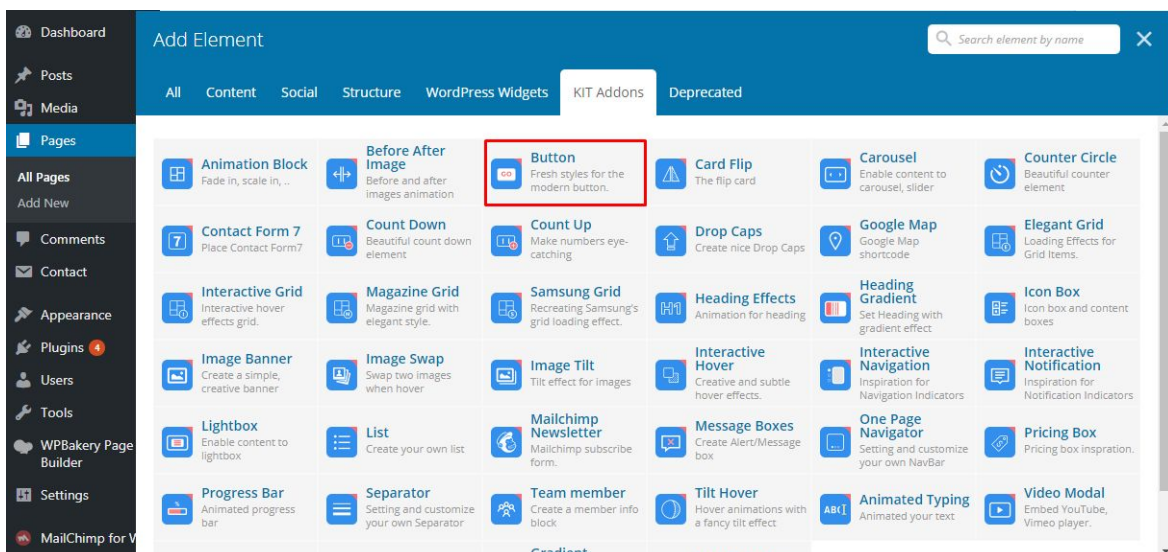 Dashboard
Posts
Media
Pages
All Pages
Add New
Comments
Contact
Appearance
Plugins 4
Users
Tools
WPBakery Page
Builder
Settings
MailChimp for W
Add Element
Search element by name
All Content Social Structure WordPress Widgets KIT Addons Deprecated
Animation Block
Fade in, scale in, ..
Before After
Image
Before and after
images animation
GO
Button
Fresh styles for the
modern button.
Card Flip
The flip card
Carousel
Enable content to
carousel, slider
Counter Circle
Beautiful counter
element
7
Contact Form 7
Place Contact Form7
Count Down
Beautiful count down
element
Count Up
Make numbers eye-
catching
Drop Caps
Create nice Drop Caps
Google Map
Google Map
shortcode
Elegant Grid
Loading Effects for
Grid Items.
Interactive Grid
Interactive hover
effects grid.
Magazine Grid
Magazine grid with
elegant style.
Samsung Grid
Recreating Samsung's
grid loading effect.
H1
Heading Effects
Animation for heading
Heading
Gradient
Set Heading with
gradient effect
Icon Box
Icon box and content
boxes
Image Banner
Create a simple,
creative banner
Image Swap
Swap two images
when hover
Image Tilt
Tilt effect for images
Interactive
Hover
Creative and subtle
hover effects.
Interactive
Navigation
Inspiration for
Navigation Indicators
Interactive
Notification
Inspiration for
Notification Indicators
Lightbox
Enable content to
lightbox
List
Create your own list
Mailchimp
Newsletter
Mailchimp subscribe
form.
Message Boxes
Create Alert/Message
box
One Page
Navigator
Setting and customize
your own NavBar
Pricing Box
Pricing box inspration.
Progress Bar
Animated progress
bar
Separator
Setting and customize
your own Separator
Team member
Create a member info
block
Tilt Hover
Hover animations with
a fancy tilt effect
ABC
Animated Typing
Animated your text
Video Modal
Embed YouTube,
Vimeo player.
Gradient